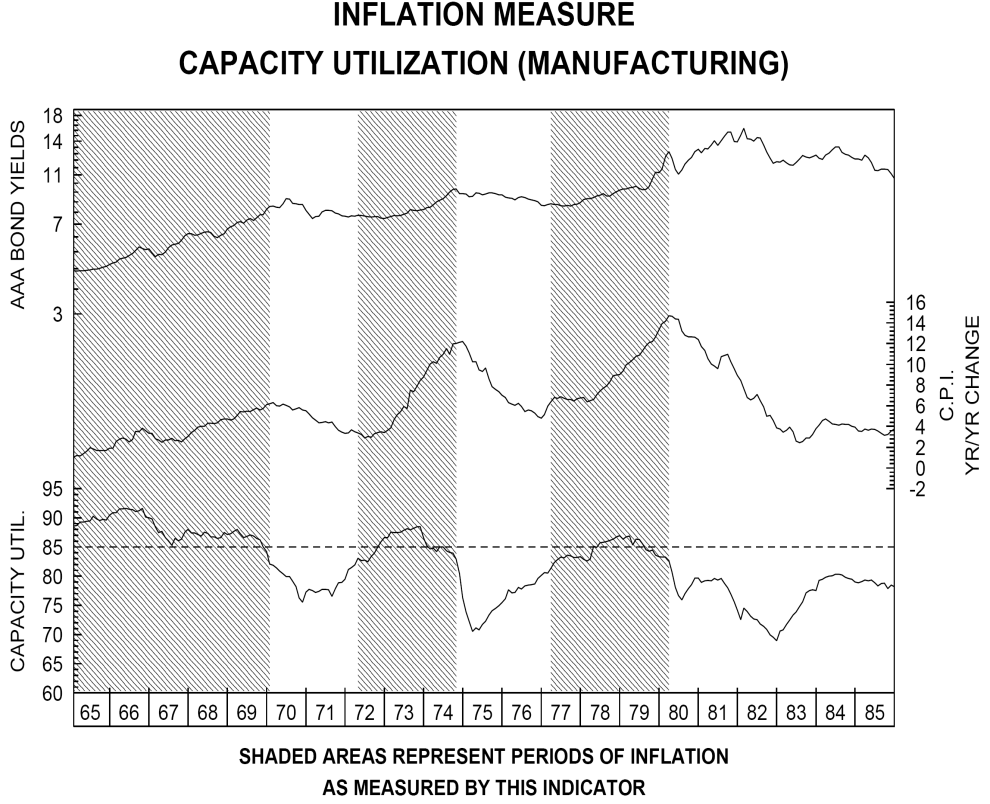 INFLATION MEASURE
CAPACITY UTILIZATION (MANUFACTURING)
AAA BOND YIELDS
18
14
11
7
3
16
14
12
10
8
6
4
2
0
-2
C.P.I.
YR/YR CHANGE
CAPACITY UTIL.
95
90
85
80
75
70
65
60
65 66 67 68 69 70 71 72 73 74 75 76 77 78 79 80 81 82 83 84 85
SHADED AREAS REPRESENT PERIODS OF INFLATION
AS MEASURED BY THIS INDICATOR